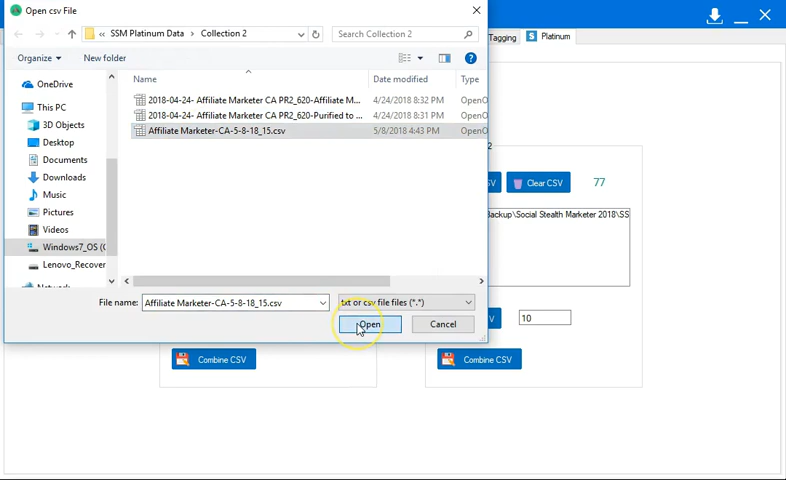 Open csv File
« SSM Platinum Data › Collection 2
Search Collection 2
Organize
New folder
Tagging
Platinum
Name
Date modified
Type
OneDrive
This PC
3D Objects
Desktop
Documents
Downloads
Music
Pictures
Videos
Windows7_OS (C
Lenovo_Recover
2018-04-24- Affiliate Marketer CA PR2_620-Affiliate M...
4/24/2018 8:32 PM
OpenO
2018-04-24- Affiliate Marketer CA PR2_620-Purified to ...
4/24/2018 8:31 PM
OpenO
Affiliate Marketer-CA-5-8-18_15.csv
5/8/2018 4:43 PM
OpenO
2
SV
Clear CSV
77
Backup\Social Stealth Marketer 2018\SS
File name:
Affiliate Marketer-CA-5-8-18_15.csv
txt or csv file files (*.*)
Open
Cancel
V
10
Combine CSV
Combine CSV